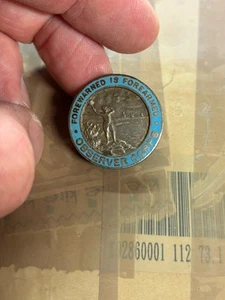 FOREWARNED IS FOREARMED
OBSERVER CORPS
2860001 112 73.1